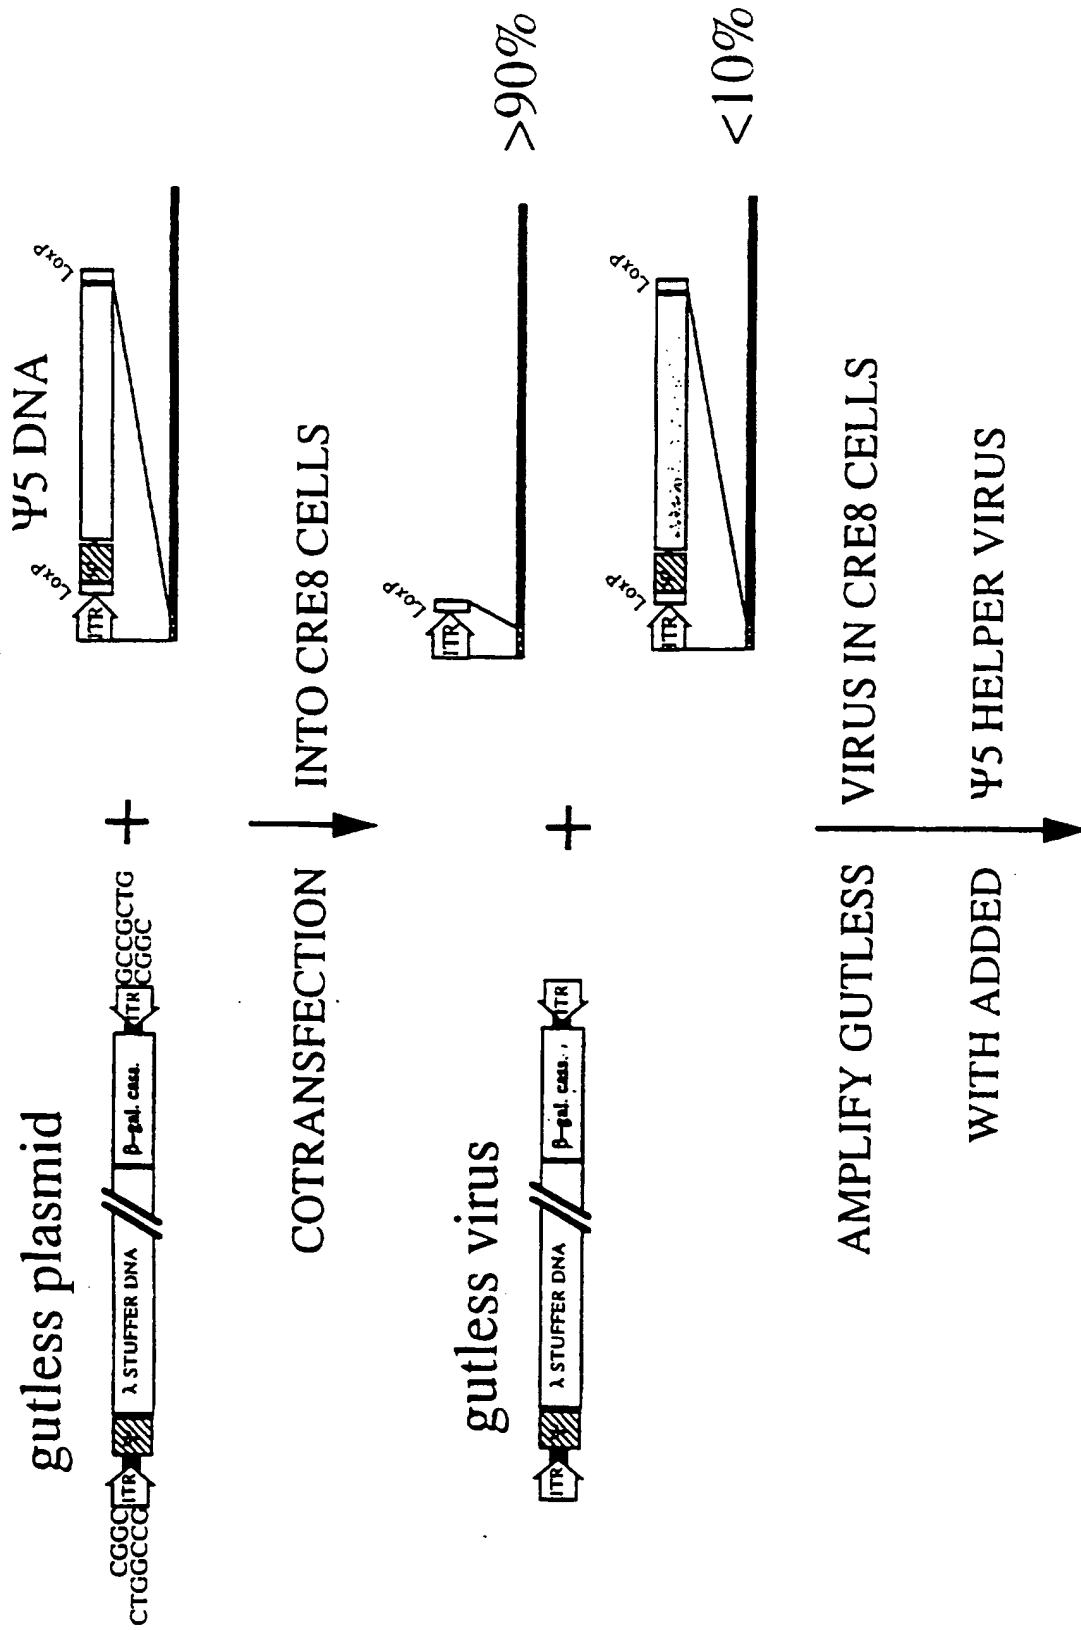 gutless plasmid
Ψ5 DNA
CGGC
CTGGCCG
ITR
Ψ
λ STUFFER DNA
β-gal. cass.
ITR
GCCGCTG
CGGC
+
ITR
LoxP
Ψ
LoxP
COTRANSFECTION INTO CRE8 CELLS
gutless virus
ITR
Ψ
λ STUFFER DNA
β-gal. cass.
ITR
+
ITR
LoxP
>90%
ITR
LoxP
Ψ
LoxP
<10%
AMPLIFY GUTLESS VIRUS IN CRE8 CELLS
WITH ADDED Ψ5 HELPER VIRUS